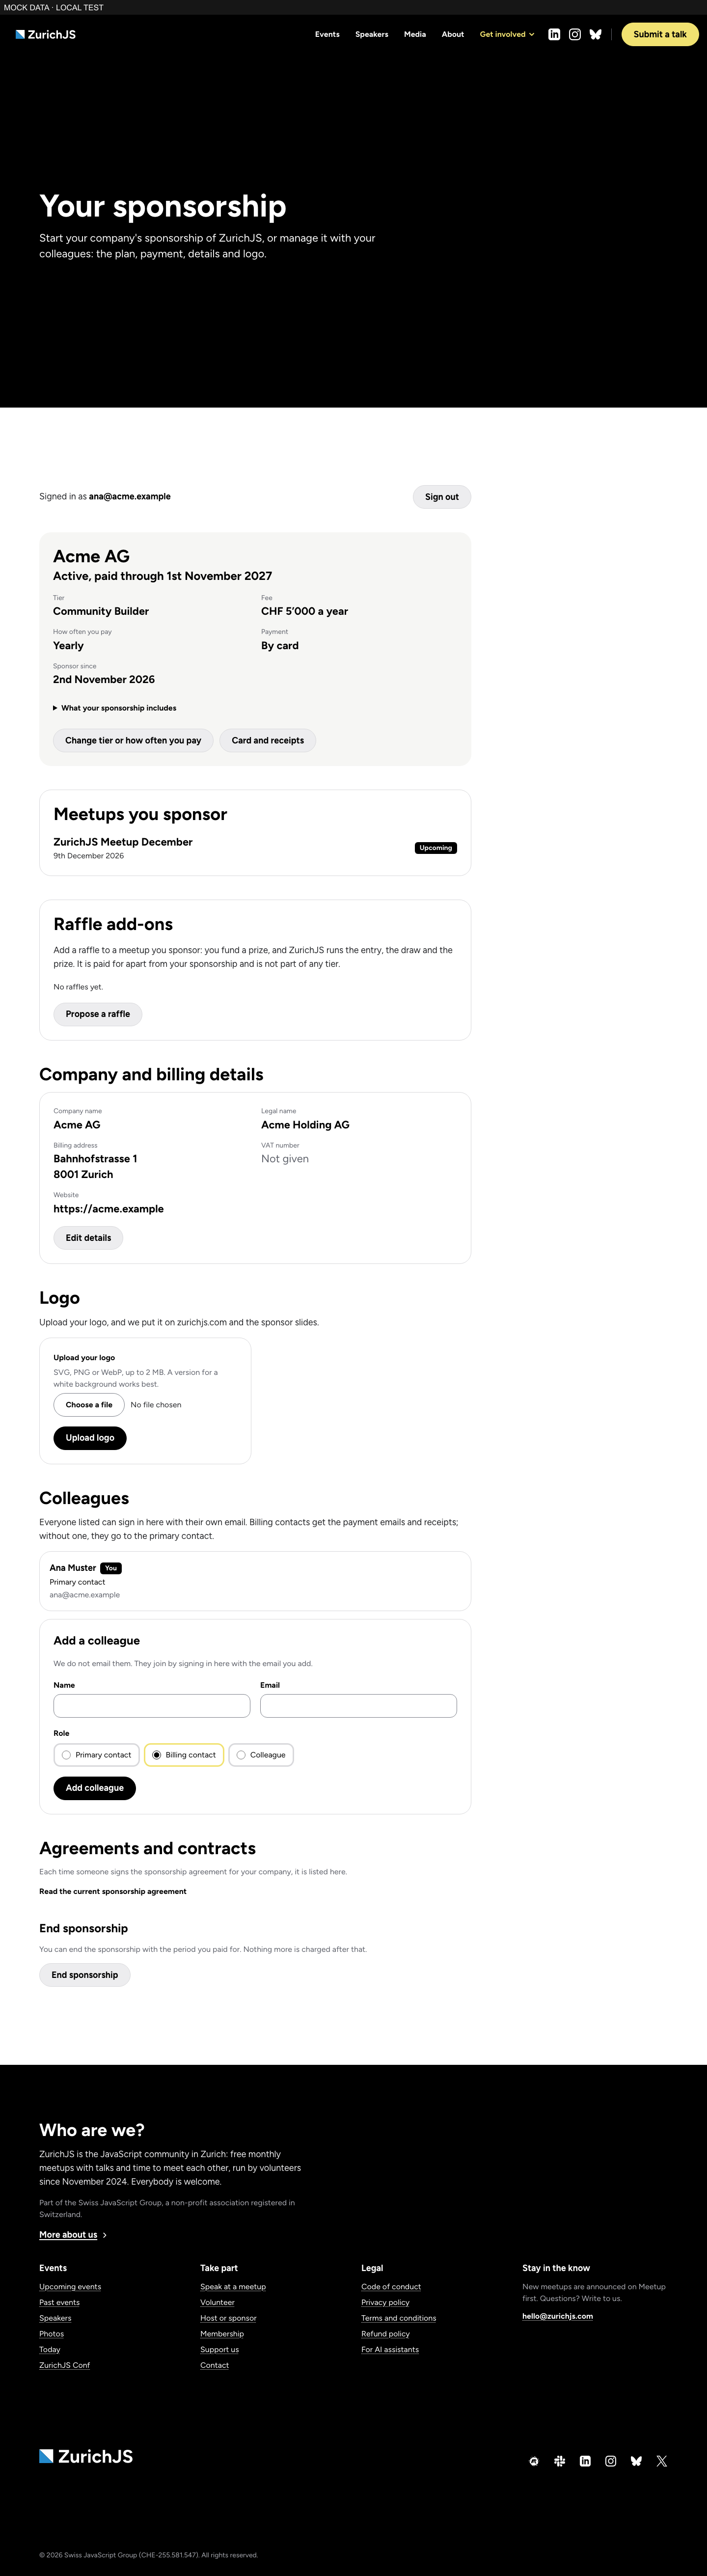 MOCK DATA · LOCAL TEST
ZurichJS
Events
Speakers
Media
About
Get involved
Submit a talk
Your sponsorship
Start your company's sponsorship of ZurichJS, or manage it with your
colleagues: the plan, payment, details and logo.
Signed in as ana@acme.example
Sign out
Acme AG
Active, paid through 1st November 2027
Tier
Community Builder
Fee
CHF 5’000 a year
How often you pay
Yearly
Payment
By card
Sponsor since
2nd November 2026
What your sponsorship includes
Change tier or how often you pay
Card and receipts
Meetups you sponsor
ZurichJS Meetup December
9th December 2026
Upcoming
Raffle add-ons
Add a raffle to a meetup you sponsor: you fund a prize, and ZurichJS runs the entry, the draw and the
prize. It is paid for apart from your sponsorship and is not part of any tier.
No raffles yet.
Propose a raffle
Company and billing details
Company name
Acme AG
Legal name
Acme Holding AG
Billing address
Bahnhofstrasse 1
8001 Zurich
VAT number
Not given
Website
https://acme.example
Edit details
Logo
Upload your logo, and we put it on zurichjs.com and the sponsor slides.
Upload your logo
SVG, PNG or WebP, up to 2 MB. A version for a
white background works best.
Choose a file
No file chosen
Upload logo
Colleagues
Everyone listed can sign in here with their own email. Billing contacts get the payment emails and receipts;
without one, they go to the primary contact.
Ana Muster
You
Primary contact
ana@acme.example
Add a colleague
We do not email them. They join by signing in here with the email you add.
Name
Email
Role
Primary contact
Billing contact
Colleague
Add colleague
Agreements and contracts
Each time someone signs the sponsorship agreement for your company, it is listed here.
Read the current sponsorship agreement
End sponsorship
You can end the sponsorship with the period you paid for. Nothing more is charged after that.
End sponsorship
Who are we?
ZurichJS is the JavaScript community in Zurich: free monthly
meetups with talks and time to meet each other, run by volunteers
since November 2024. Everybody is welcome.
Part of the Swiss JavaScript Group, a non-profit association registered in
Switzerland.
More about us
Events
Upcoming events
Past events
Speakers
Photos
Today
ZurichJS Conf
Take part
Speak at a meetup
Volunteer
Host or sponsor
Membership
Support us
Contact
Legal
Code of conduct
Privacy policy
Terms and conditions
Refund policy
For AI assistants
Stay in the know
New meetups are announced on Meetup
first. Questions? Write to us.
hello@zurichjs.com
ZurichJS
© 2026 Swiss JavaScript Group (CHE-255.581.547). All rights reserved.